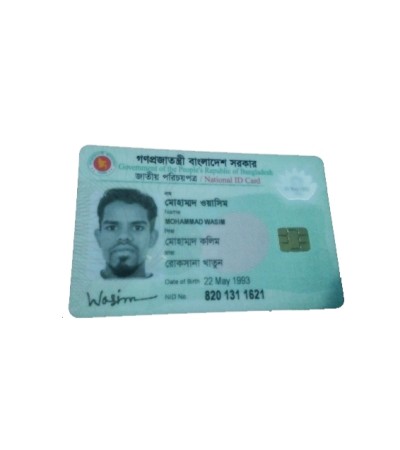 গণপ্রজাতন্ত্রী বাংলাদেশ সরকার
Government of the People's Republic of Bangladesh
জাতীয় পরিচয়পত্র / National ID Card
নাম
মোহাম্মদ ওয়াসিম
Name
MOHAMMAD WASIM
পিতা
মোহাম্মদ কলিম
মাতা
রোকসানা খাতুন
Date of Birth 22 May 1993
NID No. 820 131 1621
Wasim